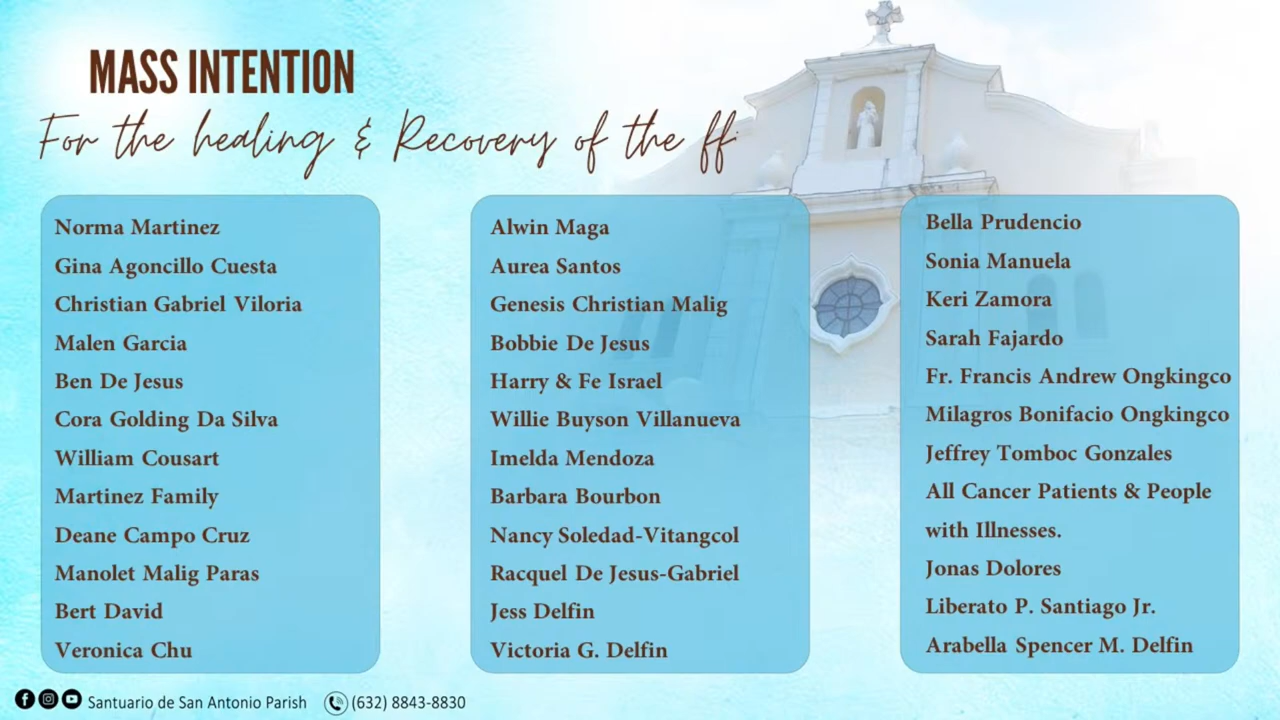 MASS INTENTION
For the healing & Recovery of the ff:
Norma Martinez
Gina Agoncillo Cuesta
Christian Gabriel Viloria
Malen Garcia
Ben De Jesus
Cora Golding Da Silva
William Cousart
Martinez Family
Deane Campo Cruz
Manolet Malig Paras
Bert David
Veronica Chu
Alwin Maga
Aurea Santos
Genesis Christian Malig
Bobbie De Jesus
Harry & Fe Israel
Willie Buyson Villanueva
Imelda Mendoza
Barbara Bourbon
Nancy Soledad-Vitangcol
Racquel De Jesus-Gabriel
Jess Delfin
Victoria G. Delfin
Bella Prudencio
Sonia Manuela
Keri Zamora
Sarah Fajardo
Fr. Francis Andrew Ongkingco
Milagros Bonifacio Ongkingco
Jeffrey Tomboc Gonzales
All Cancer Patients & People
with Illnesses.
Jonas Dolores
Liberato P. Santiago Jr.
Arabella Spencer M. Delfin
Santuario de San Antonio Parish (632) 8843-8830